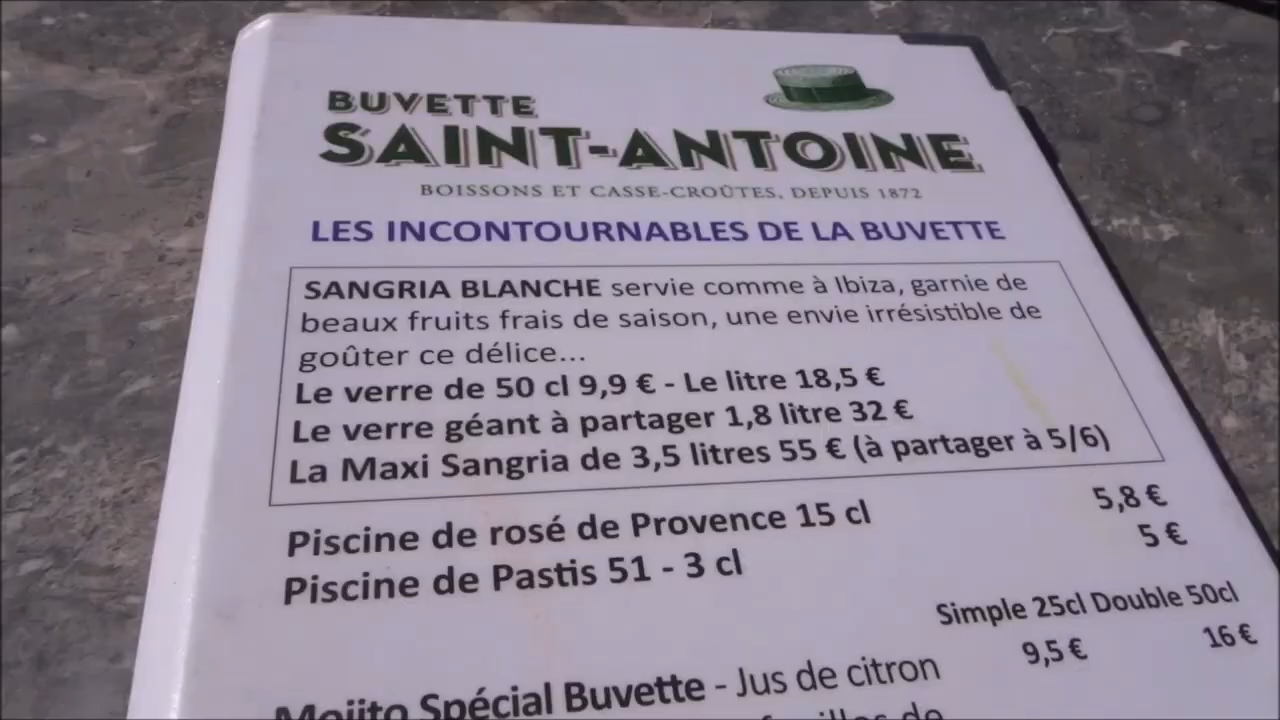 BUVETTE
SAINT-ANTOINE
BOISSONS ET CASSE-CROÛTES, DEPUIS 1872
LES INCONTOURNABLES DE LA BUVETTE
SANGRIA BLANCHE servie comme à Ibiza, garnie de
beaux fruits frais de saison, une envie irrésistible de
goûter ce délice...
Le verre de 50 cl 9,9 € - Le litre 18,5 €
Le verre géant à partager 1,8 litre 32 €
La Maxi Sangria de 3,5 litres 55 € (à partager à 5/6)
Piscine de rosé de Provence 15 cl 5,8 €
Piscine de Pastis 51 - 3 cl 5 €
Simple 25cl Double 50cl
9,5 € 16 €
Mojito Spécial Buvette - Jus de citron
de